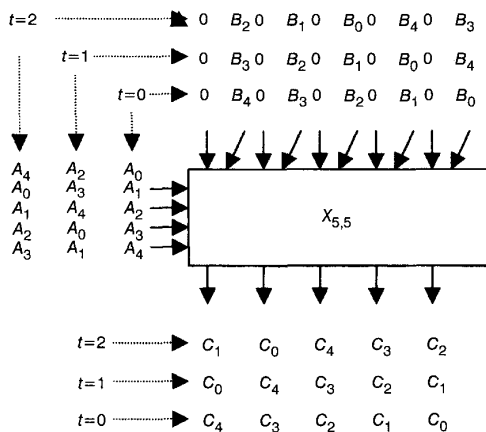 t=2 0 B₂ 0 B₁ 0 B₀ 0 B₄ 0 B₃
t=1 0 B₃ 0 B₂ 0 B₁ 0 B₀ 0 B₄
t=0 0 B₄ 0 B₃ 0 B₂ 0 B₁ 0 B₀
A₄ A₂ A₀
A₀ A₃ A₁
A₁ A₄ A₂
A₂ A₀ A₃
A₃ A₁ A₄
X₅,₅
t=2 C₁ C₀ C₄ C₃ C₂
t=1 C₀ C₄ C₃ C₂ C₁
t=0 C₄ C₃ C₂ C₁ C₀